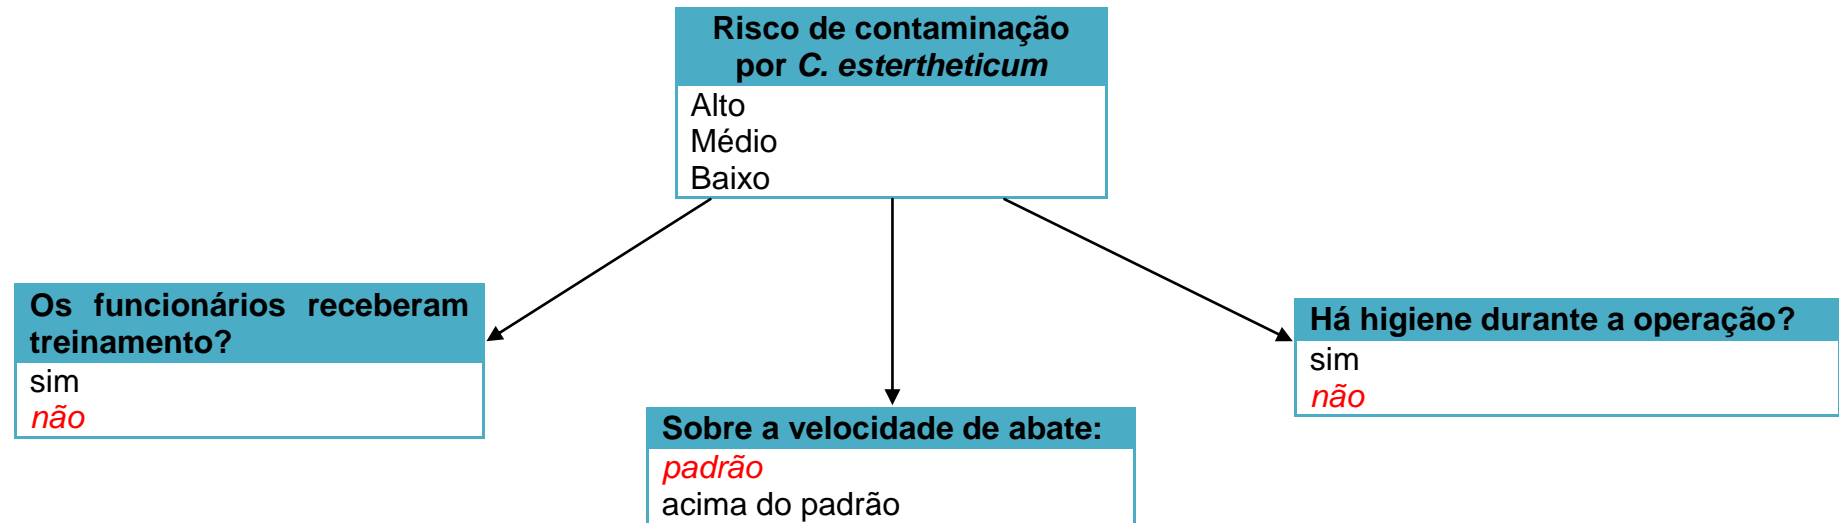 Risco de contaminação
por C. estertheticum
Alto
Médio
Baixo
Os funcionários receberam
treinamento?
sim
não
Sobre a velocidade de abate:
padrão
acima do padrão
Há higiene durante a operação?
sim
não